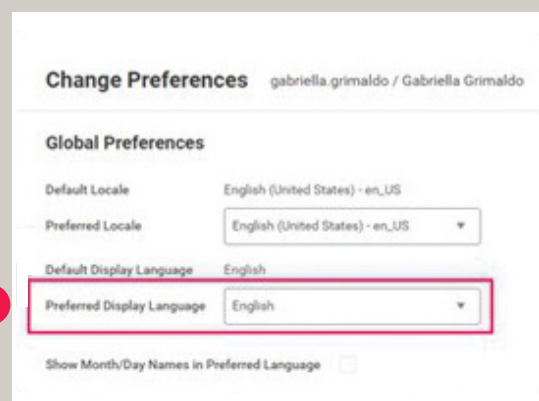 Change Preferences gabriella.grimaldo / Gabriella Grimaldo
Global Preferences
Default Locale English (United States) - en_US
Preferred Locale English (United States) - en_US
Default Display Language English
Preferred Display Language English
Show Month/Day Names in Preferred Language